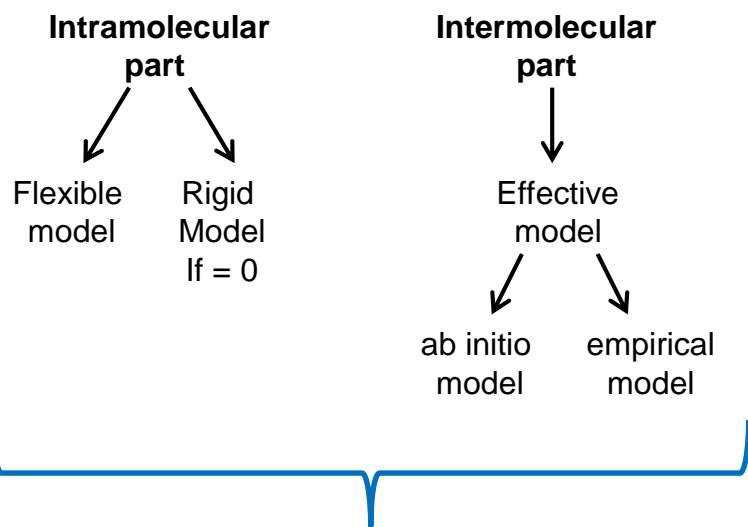 Intramolecular
part
Intermolecular
part
Flexible
model
Rigid
Model
If = 0
Effective
model
ab initio
model
empirical
model